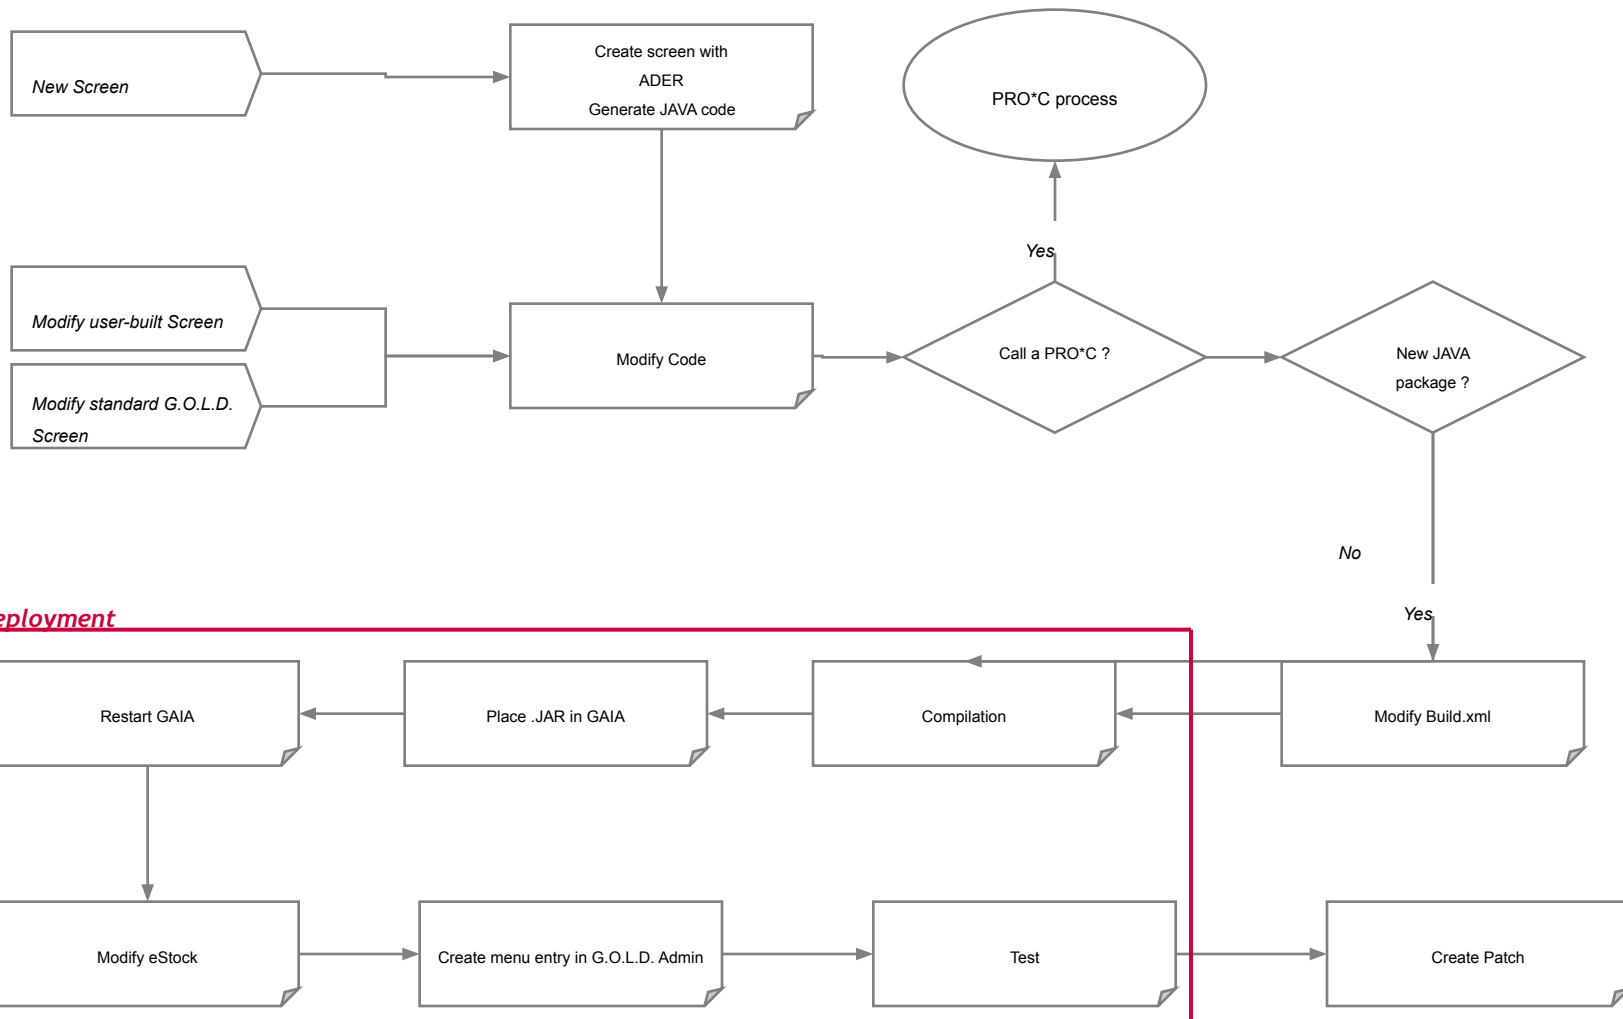 New Screen
Create screen with
ADER
Generate JAVA code
PRO*C process
Yes
Modify user-built Screen
Modify standard G.O.L.D.
Screen
Modify Code
Call a PRO*C ?
New JAVA
package ?
No
Yes
eployment
Restart GAIA
Place .JAR in GAIA
Compilation
Modify Build.xml
Modify eStock
Create menu entry in G.O.L.D. Admin
Test
Create Patch